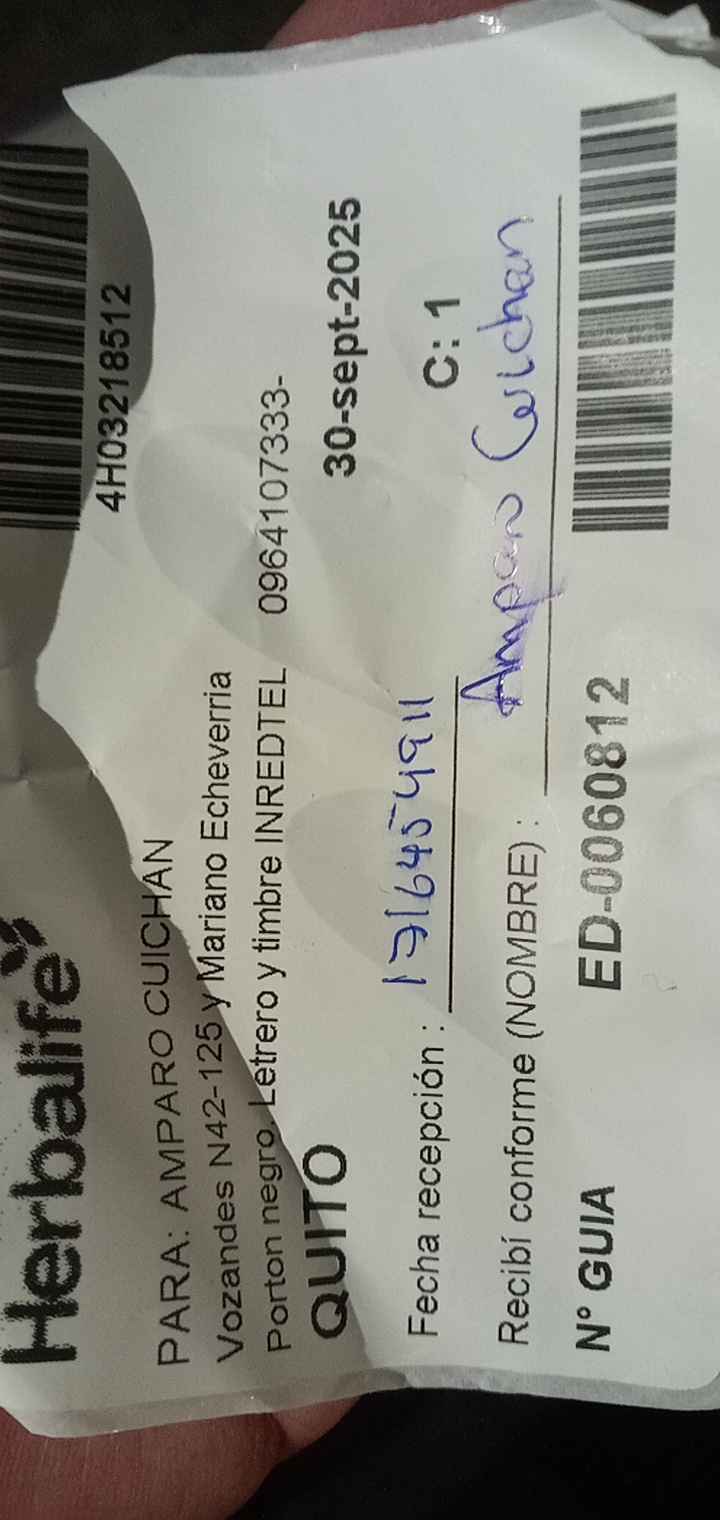 Herbalife
4H03218512
PARA: AMPARO CUICHAN
Vozandes N42-125 y Mariano Echeverria
Porton negro. Letrero y timbre INREDTEL 0964107333-
QUITO 30-sept-2025
Fecha recepción : 1716454911 C: 1
Recibí conforme (NOMBRE) : Amparo Cuichan
N° GUIA ED-0060812